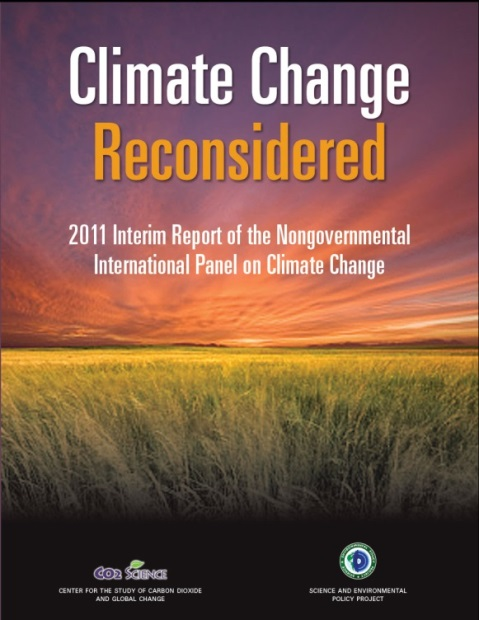 Climate Change
Reconsidered
2011 Interim Report of the Nongovernmental
International Panel on Climate Change
CO2 SCIENCE
CENTER FOR THE STUDY OF CARBON DIOXIDE
AND GLOBAL CHANGE
SCIENCE AND ENVIRONMENTAL
POLICY PROJECT